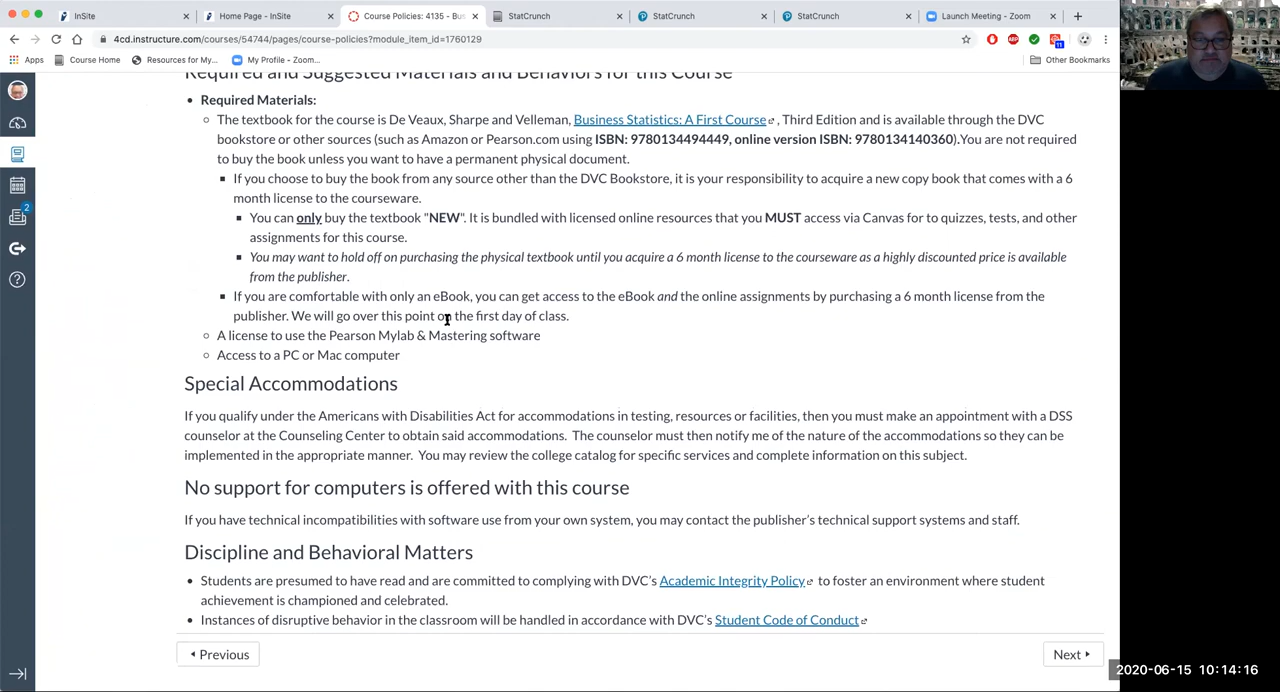 InSite
Home Page - InSite
Course Policies: 4135 - Bus
StatCrunch
StatCrunch
StatCrunch
Launch Meeting - Zoom
4cd.instructure.com/courses/54744/pages/course-policies?module_item_id=1760129
Apps
Course Home
Resources for My...
My Profile - Zoom...
Other Bookmarks
ABP
11
2
Required and Suggested Materials and Behaviors for this Course
• Required Materials:
The textbook for the course is De Veaux, Sharpe and Velleman, Business Statistics: A First Course , Third Edition and is available through the DVC
bookstore or other sources (such as Amazon or Pearson.com using ISBN: 9780134494449, online version ISBN: 9780134140360).You are not required
to buy the book unless you want to have a permanent physical document.
If you choose to buy the book from any source other than the DVC Bookstore, it is your responsibility to acquire a new copy book that comes with a 6
month license to the courseware.
You can only buy the textbook "NEW". It is bundled with licensed online resources that you MUST access via Canvas for to quizzes, tests, and other
assignments for this course.
You may want to hold off on purchasing the physical textbook until you acquire a 6 month license to the courseware as a highly discounted price is available
from the publisher.
If you are comfortable with only an eBook, you can get access to the eBook and the online assignments by purchasing a 6 month license from the
publisher. We will go over this point on the first day of class.
A license to use the Pearson Mylab & Mastering software
Access to a PC or Mac computer
Special Accommodations
If you qualify under the Americans with Disabilities Act for accommodations in testing, resources or facilities, then you must make an appointment with a DSS
counselor at the Counseling Center to obtain said accommodations. The counselor must then notify me of the nature of the accommodations so they can be
implemented in the appropriate manner. You may review the college catalog for specific services and complete information on this subject.
No support for computers is offered with this course
If you have technical incompatibilities with software use from your own system, you may contact the publisher's technical support systems and staff.
Discipline and Behavioral Matters
• Students are presumed to have read and are committed to complying with DVC's Academic Integrity Policy to foster an environment where student
achievement is championed and celebrated.
• Instances of disruptive behavior in the classroom will be handled in accordance with DVC's Student Code of Conduct
Previous
Next
2020-06-15 10:14:16